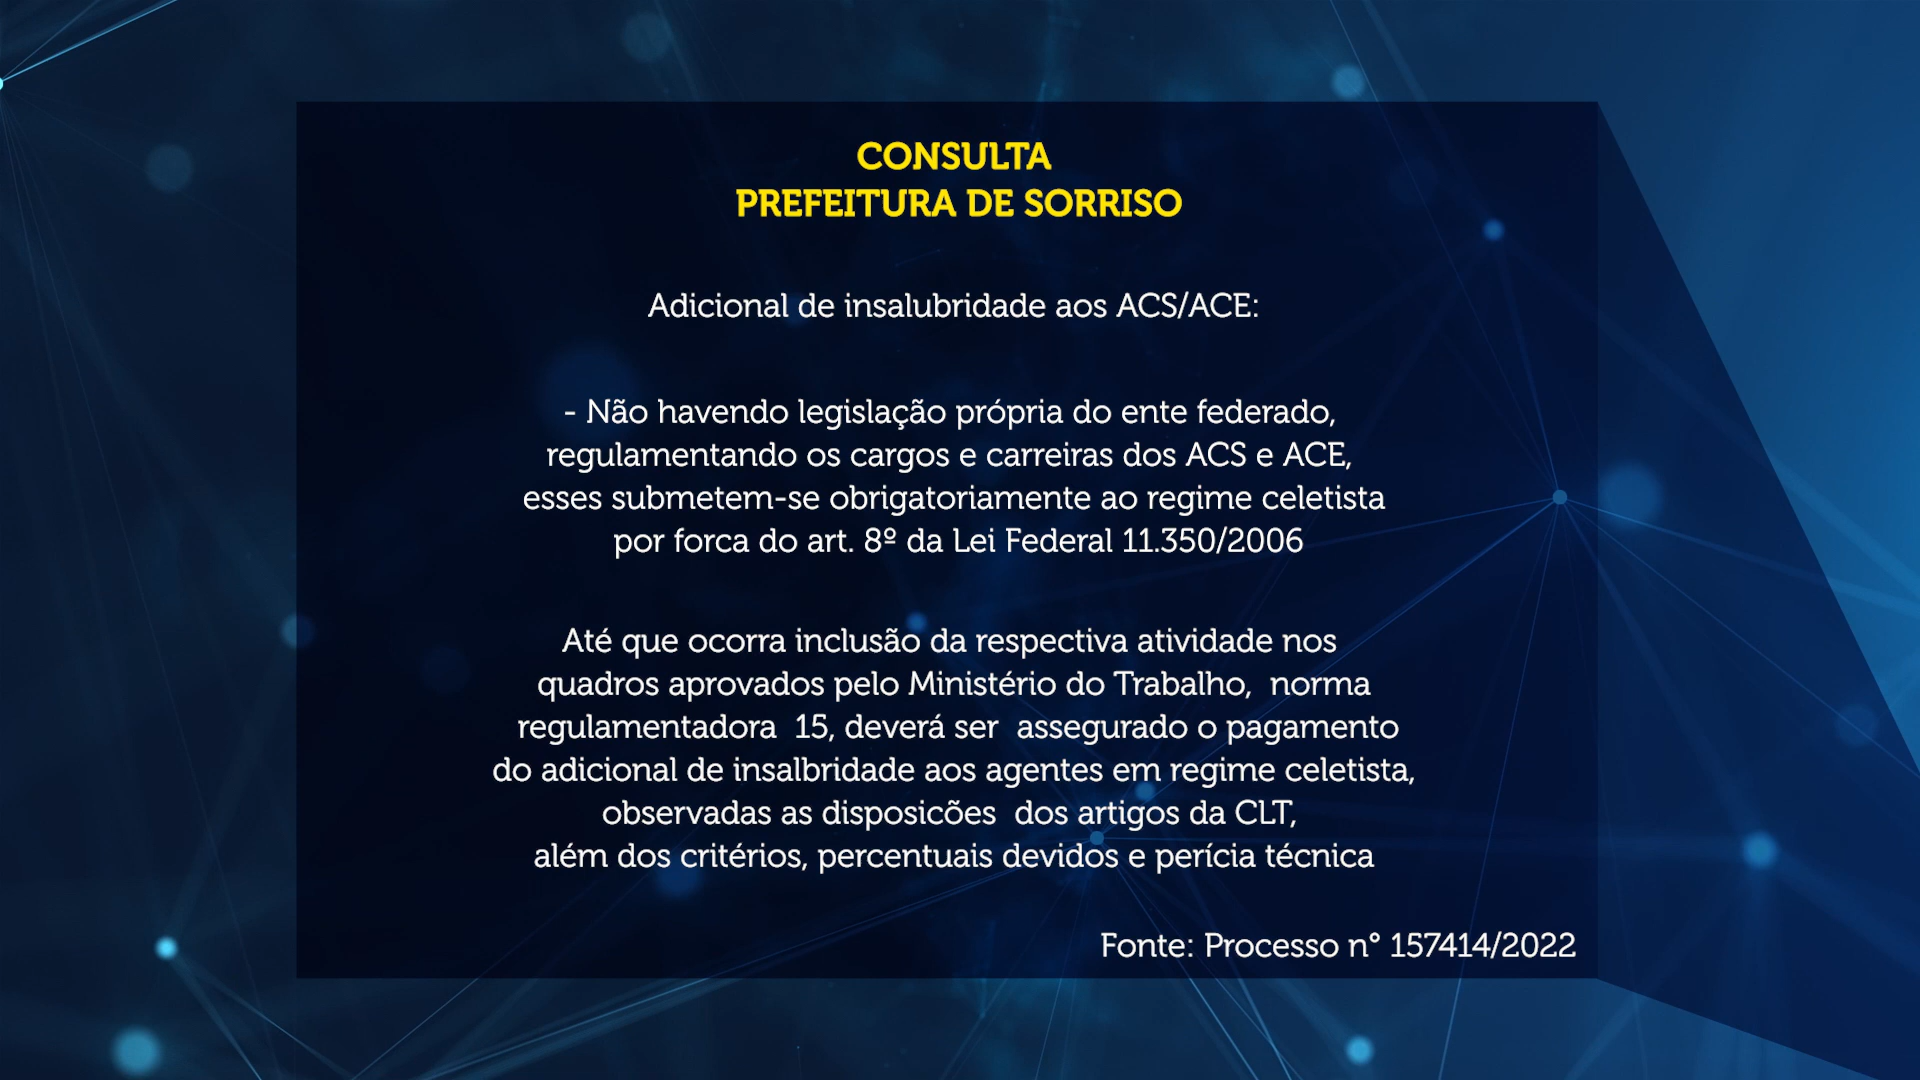 CONSULTA
PREFEITURA DE SORRISO
Adicional de insalubridade aos ACS/ACE:
- Não havendo legislação própria do ente federado,
regulamentando os cargos e carreiras dos ACS e ACE,
esses submetem-se obrigatoriamente ao regime celetista
por forca do art. 8º da Lei Federal 11.350/2006
Até que ocorra inclusão da respectiva atividade nos
quadros aprovados pelo Ministério do Trabalho, norma
regulamentadora 15, deverá ser assegurado o pagamento
do adicional de insalbridade aos agentes em regime celetista,
observadas as disposicões dos artigos da CLT,
além dos critérios, percentuais devidos e perícia técnica
Fonte: Processo n° 157414/2022